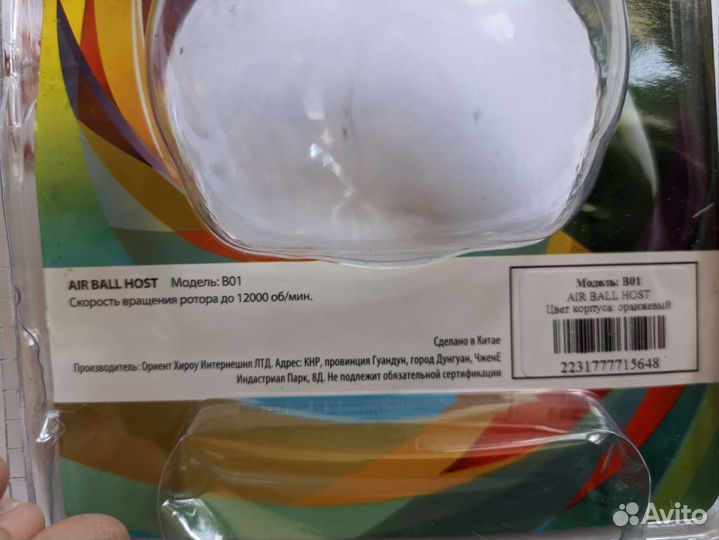 AIR BALL HOST Модель: B01
Скорость вращения ротора до 12000 об/мин.
Сделано в Китае
Производитель: Ориент Хироу Интернешнл ЛТД. Адрес: КНР, провинция Гуандун, город Дунгуан, ЧженЕ
Индастриал Парк, 8Д. Не подлежит обязательной сертификации
Модель: B01
AIR BALL HOST
Цвет корпуса: оранжевый
2231777715648
Avito